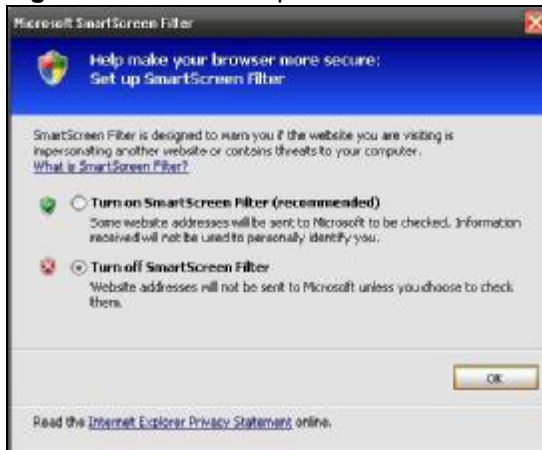 Microsoft SmartScreen Filter
Help make your browser more secure:
Set up SmartScreen Filter
SmartScreen Filter is designed to warn you if the website you are visiting is
impersonating another website or contains threats to your computer.
What is SmartScreen Filter?
Turn on SmartScreen Filter (recommended)
Some website addresses will be sent to Microsoft to be checked. Information
received will not be used to personally identify you.
Turn off SmartScreen Filter
Website addresses will not be sent to Microsoft unless you choose to check
them.
OK
Read the Internet Explorer Privacy Statement online.